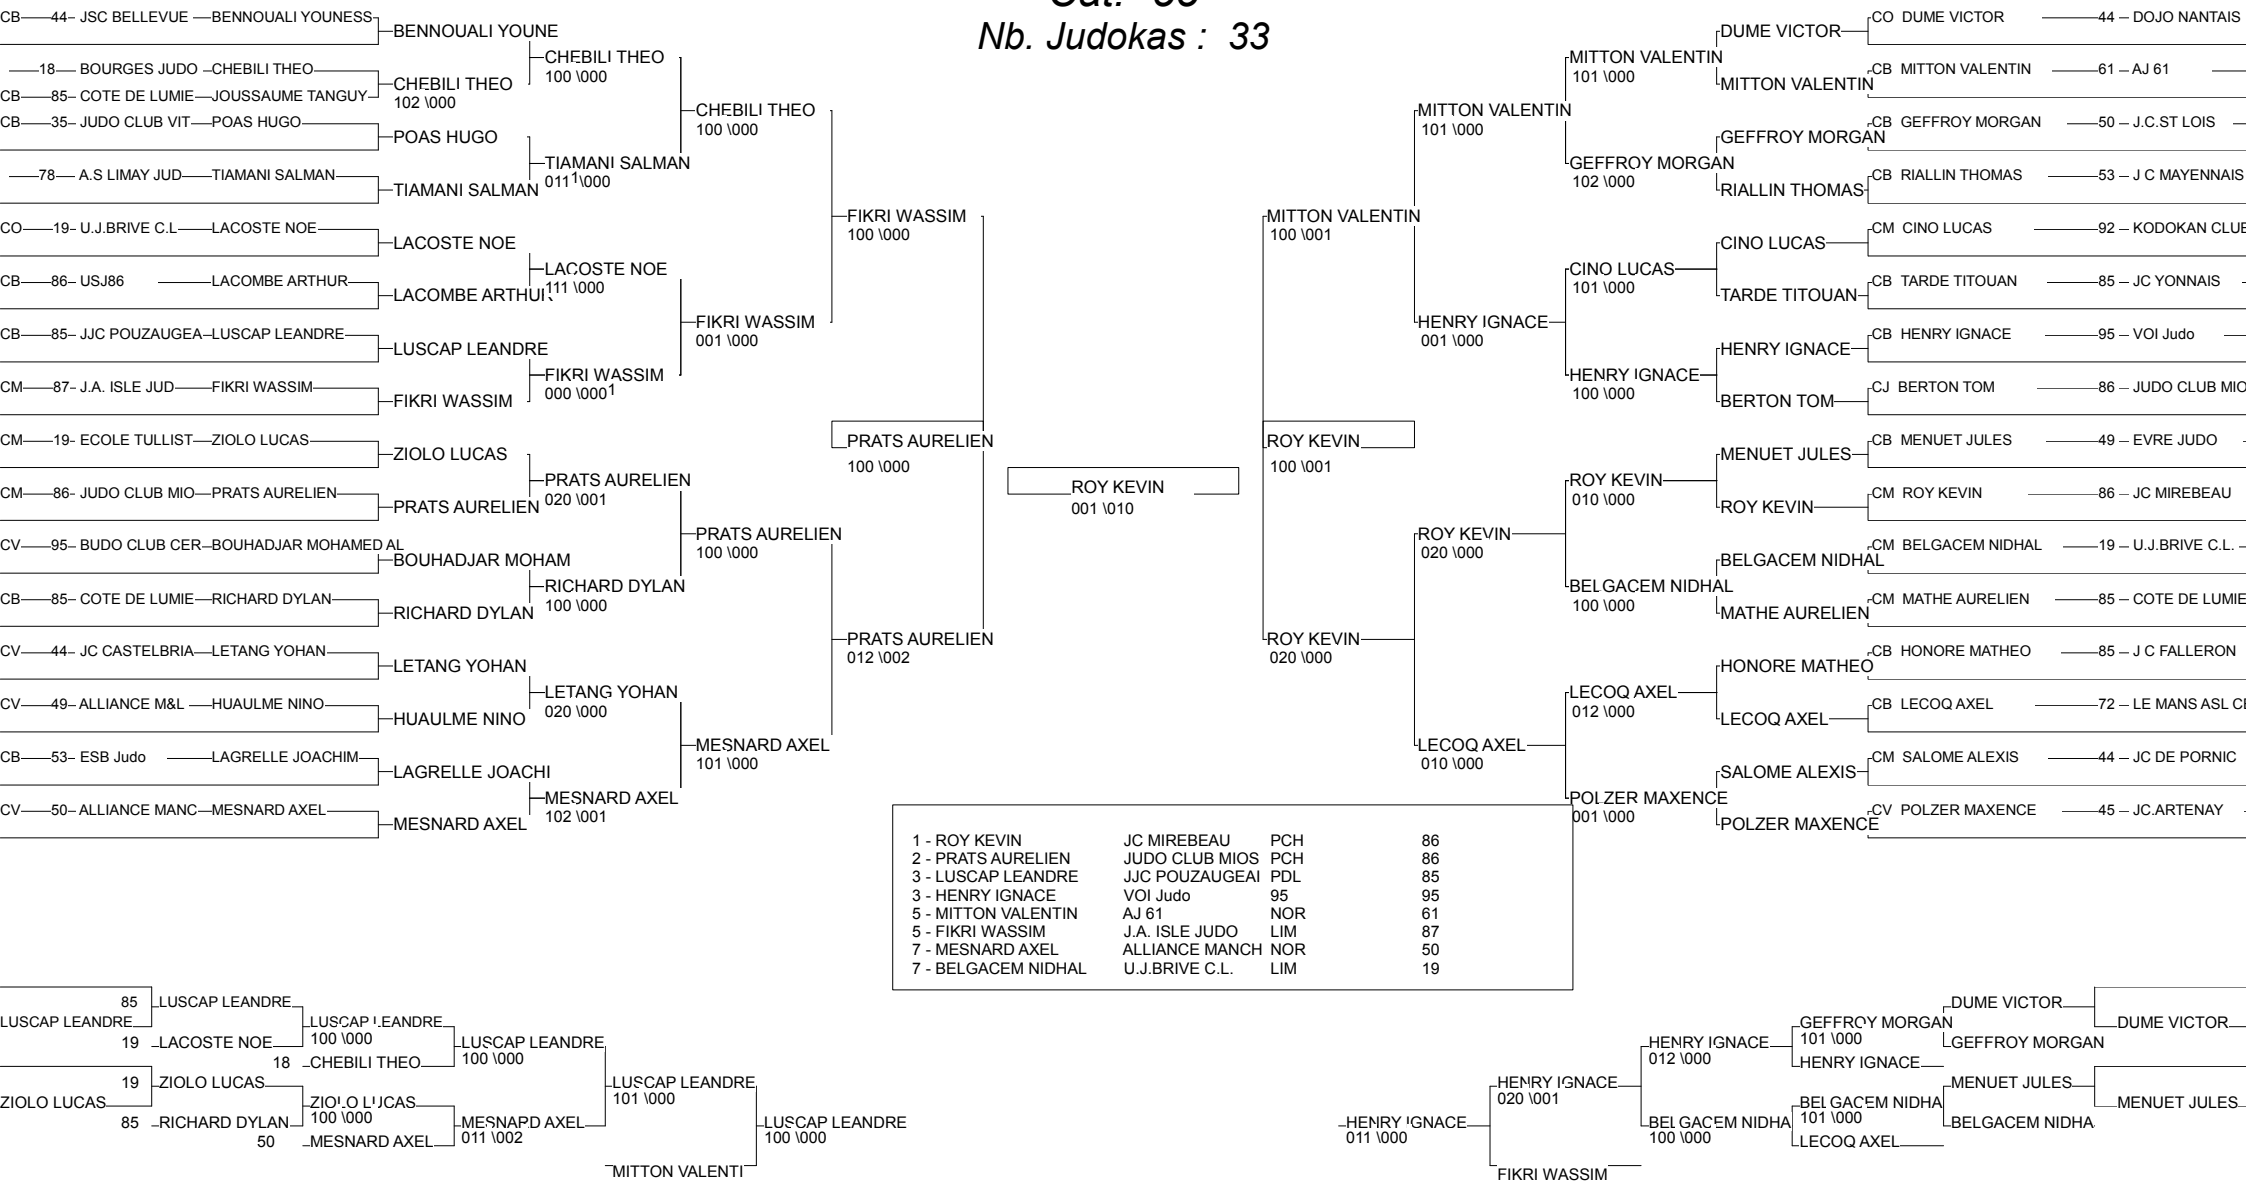 Nb. Judokas : 33
CB 44 JSC BELLEVUE BENNOUALI YOUNESS
18 BOURGES JUDO CHEBILI THEO
CB 85 COTE DE LUMIE JOUSSAUME TANGUY
CB 35 JUDO CLUB VIT POAS HUGO
78 A.S LIMAY JUD TIAMANI SALMAN
CO 19 U.J.BRIVE C.L LACOSTE NOE
CB 86 USJ86 LACOMBE ARTHUR
CB 85 JJC POUZAUGEA LUSCAP LEANDRE
CM 87 J.A. ISLE JUD FIKRI WASSIM
CM 19 ECOLE TULLIST ZIOLO LUCAS
CM 86 JUDO CLUB MIO PRATS AURELIEN
CV 95 BUDO CLUB CER BOUHADJAR MOHAMED AL
CB 85 COTE DE LUMIE RICHARD DYLAN
CV 44 JC CASTELBRIA LETANG YOHAN
CV 49 ALLIANCE M&L HUAULME NINO
CB 53 ESB Judo LAGRELLE JOACHIM
CV 50 ALLIANCE MANC MESNARD AXEL
BENNOUALI YOUNE
CHEBILI THEO
102 \000
POAS HUGO
TIAMANI SALMAN
LACOSTE NOE
LACOMBE ARTHUR
LUSCAP LEANDRE
FIKRI WASSIM
ZIOLO LUCAS
PRATS AURELIEN
BOUHADJAR MOHAM
RICHARD DYLAN
LETANG YOHAN
HUAULME NINO
LAGRELLE JOACHI
MESNARD AXEL
CHEBILI THEO
100 \000
TIAMANI SALMAN
011 1\000
LACOSTE NOE
111 \000
FIKRI WASSIM
000 \000 1
PRATS AURELIEN
020 \001
RICHARD DYLAN
100 \000
LETANG YOHAN
020 \000
MESNARD AXEL
102 \001
CHEBILI THEO
100 \000
FIKRI WASSIM
001 \000
PRATS AURELIEN
100 \000
MESNARD AXEL
101 \000
FIKRI WASSIM
100 \000
PRATS AURELIEN
100 \000
PRATS AURELIEN
012 \002
ROY KEVIN
001 \010
MITTON VALENTIN
100 \001
ROY KEVIN
100 \001
ROY KEVIN
020 \000
MITTON VALENTIN
101 \000
HENRY IGNACE
001 \000
ROY KEVIN
020 \000
LECOQ AXEL
010 \000
MITTON VALENTIN
101 \000
GEFFROY MORGAN
102 \000
CINO LUCAS
101 \000
HENRY IGNACE
100 \000
ROY KEVIN
010 \000
BELGACEM NIDHAL
100 \000
LECOQ AXEL
012 \000
POLZER MAXENCE
001 \000
DUME VICTOR
MITTON VALENTIN
GEFFROY MORGAN
RIALLIN THOMAS
CINO LUCAS
TARDE TITOUAN
HENRY IGNACE
BERTON TOM
MENUET JULES
ROY KEVIN
BELGACEM NIDHAL
MATHE AURELIEN
HONORE MATHEO
LECOQ AXEL
SALOME ALEXIS
POLZER MAXENCE
CO DUME VICTOR 44 DOJO NANTAIS
CB MITTON VALENTIN 61 AJ 61
CB GEFFROY MORGAN 50 J.C.ST LOIS
CB RIALLIN THOMAS 53 J C MAYENNAIS
CM CINO LUCAS 92 KODOKAN CLUB
CB TARDE TITOUAN 85 JC YONNAIS
CB HENRY IGNACE 95 VOI Judo
CJ BERTON TOM 86 JUDO CLUB MIO
CB MENUET JULES 49 EVRE JUDO
CM ROY KEVIN 86 JC MIREBEAU
CM BELGACEM NIDHAL 19 U.J.BRIVE C.L.
CM MATHE AURELIEN 85 COTE DE LUMIE
CB HONORE MATHEO 85 J C FALLERON
CB LECOQ AXEL 72 LE MANS ASL
CM SALOME ALEXIS 44 JC DE PORNIC
CV POLZER MAXENCE 45 JC.ARTENAY
1 - ROY KEVIN JC MIREBEAU PCH 86
2 - PRATS AURELIEN JUDO CLUB MIOS PCH 86
3 - LUSCAP LEANDRE JJC POUZAUGEAI PDL 85
3 - HENRY IGNACE VOI Judo 95 95
5 - MITTON VALENTIN AJ 61 NOR 61
5 - FIKRI WASSIM J.A. ISLE JUDO LIM 87
7 - MESNARD AXEL ALLIANCE MANCH NOR 50
7 - BELGACEM NIDHAL U.J.BRIVE C.L. LIM 19
LUSCAP LEANDRE
ZIOLO LUCAS
85 LUSCAP LEANDRE
19 LACOSTE NOE
19 ZIOLO LUCAS
85 RICHARD DYLAN
LUSCAP LEANDRE
100 \000
18 CHEBILI THEO
ZIOLO LUCAS
100 \000
50 MESNARD AXEL
LUSCAP LEANDRE
100 \000
MESNARD AXEL
011 \002
LUSCAP LEANDRE
101 \000
MITTON VALENTI
LUSCAP LEANDRE
100 \000
HENRY IGNACE
011 \000
HENRY IGNACE
020 \001
FIKRI WASSIM
HENRY IGNACE
012 \000
BELGACEM NIDHA
100 \000
GEFFROY MORGAN
101 \000
HENRY IGNACE
BELGACEM NIDHA
101 \000
LECOQ AXEL
DUME VICTOR
GEFFROY MORGAN
MENUET JULES
BELGACEM NIDHA
DUME VICTOR
MENUET JULES